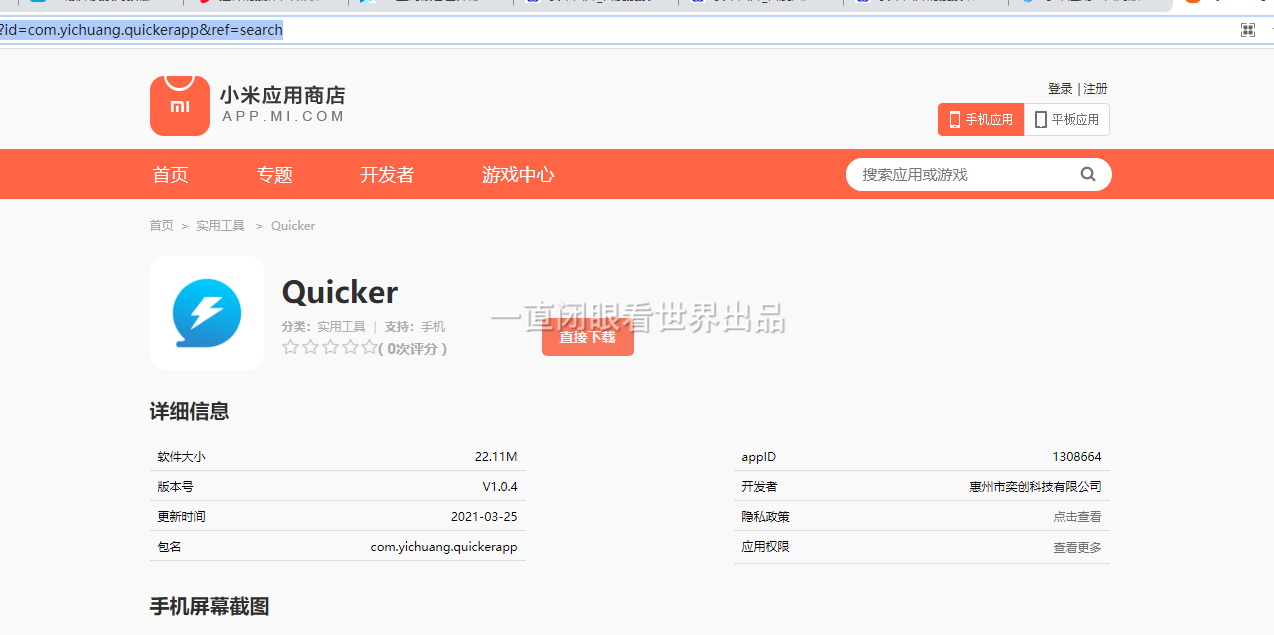 ?id=com.yichuang.quickerapp&ref=search
mi
小米应用商店
APP.MI.COM
登录 | 注册
手机应用
平板应用
首页
专题
开发者
游戏中心
搜索应用或游戏
首页 > 实用工具 > Quicker
Quicker
分类：实用工具 | 支持：手机
( 0次评分 )
直接下载
一直闭眼看世界出品
详细信息
软件大小 22.11M
appID 1308664
版本号 V1.0.4
开发者 惠州市奕创科技有限公司
更新时间 2021-03-25
隐私政策 点击查看
包名 com.yichuang.quickerapp
应用权限 查看更多
手机屏幕截图